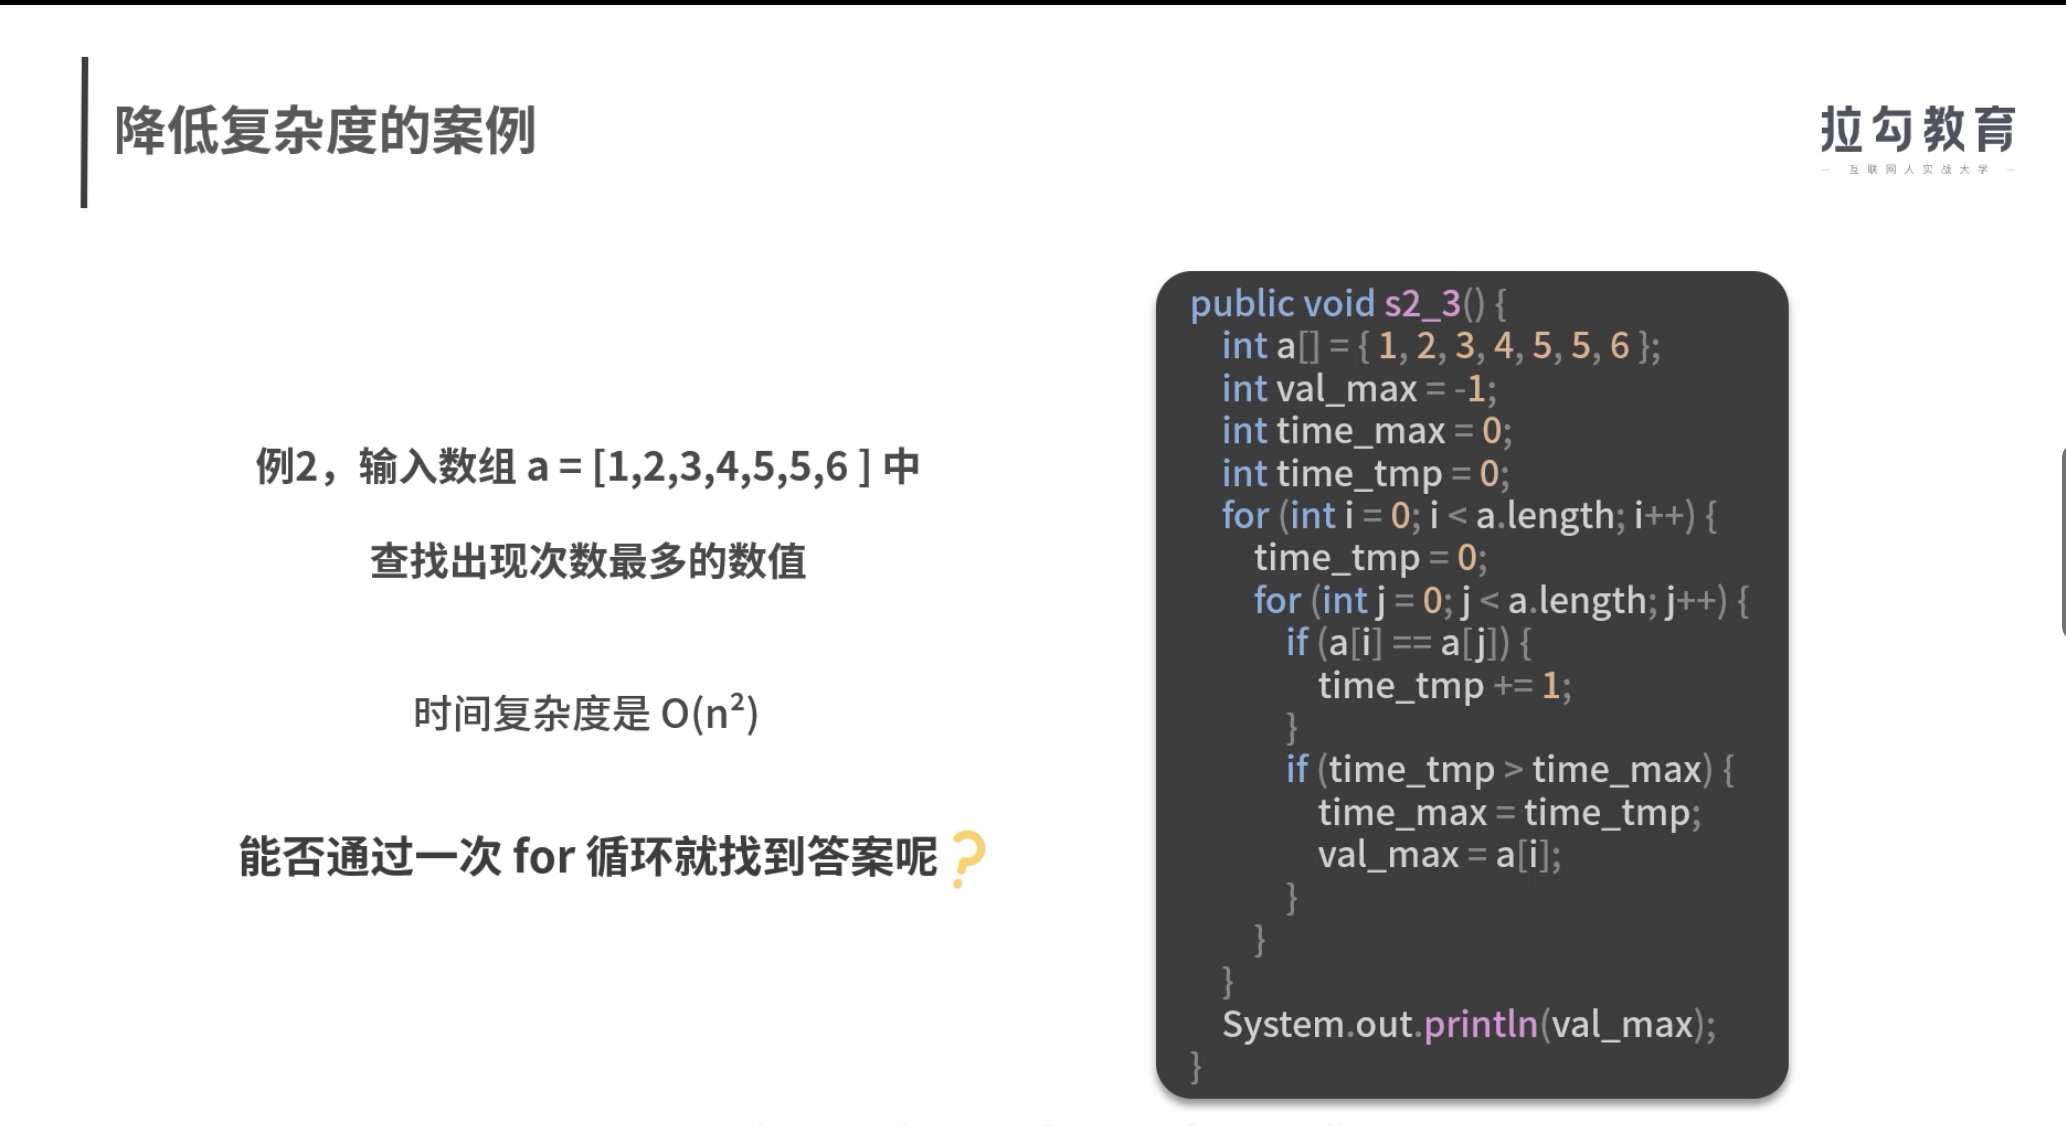 降低复杂度的案例
拉勾教育
— 互联网人实战大学 —
例2，输入数组 a = [1,2,3,4,5,5,6 ] 中
查找出现次数最多的数值
时间复杂度是 O(n²)
能否通过一次 for 循环就找到答案呢?
public void s2_3() {
int a[] = { 1, 2, 3, 4, 5, 5, 6 };
int val_max = -1;
int time_max = 0;
int time_tmp = 0;
for (int i = 0; i < a.length; i++) {
time_tmp = 0;
for (int j = 0; j < a.length; j++) {
if (a[i] == a[j]) {
time_tmp += 1;
}
if (time_tmp > time_max) {
time_max = time_tmp;
val_max = a[i];
}
}
}
System.out.println(val_max);
}